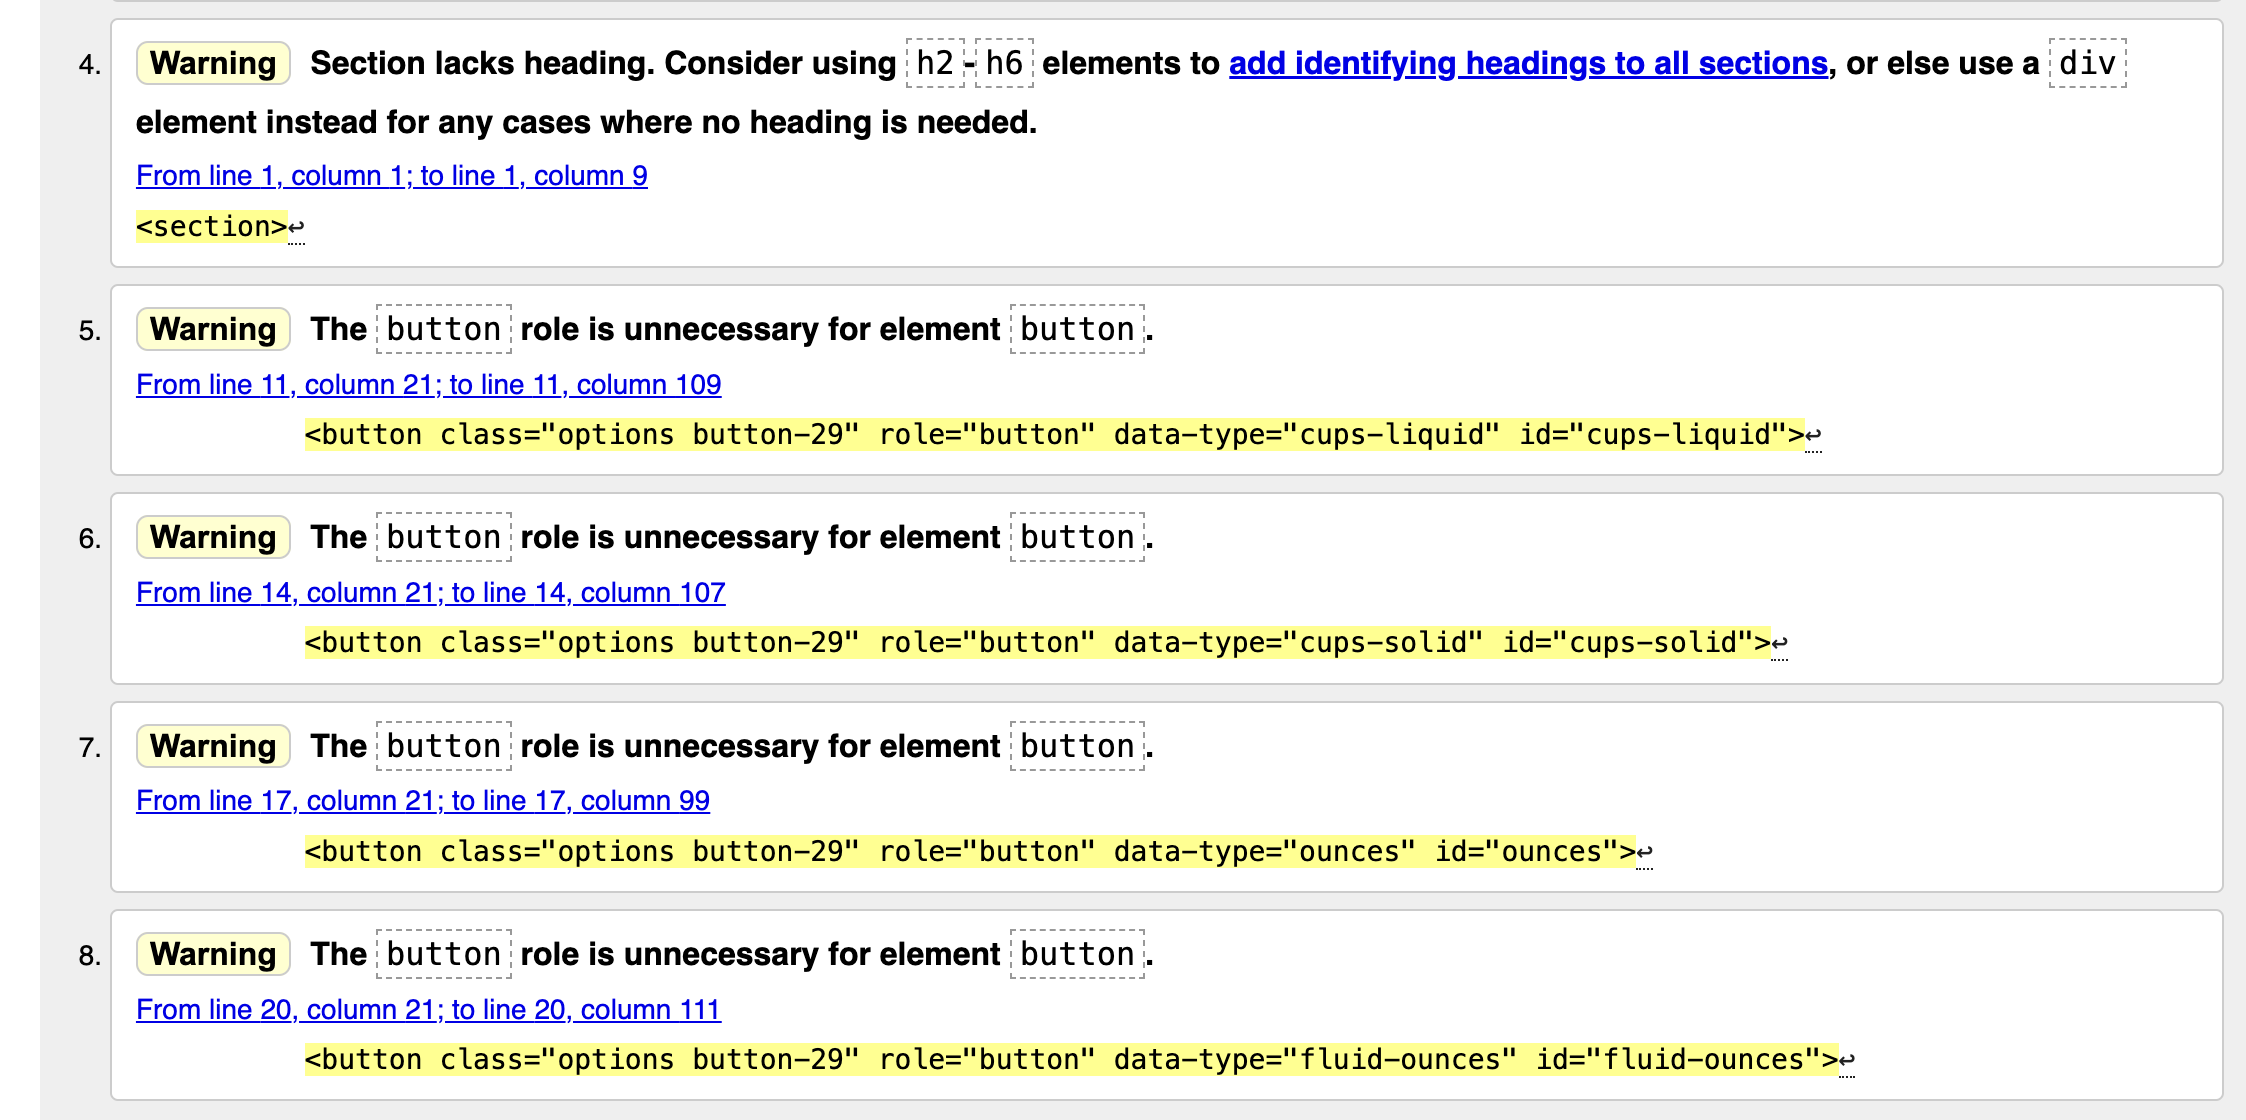 4. Warning Section lacks heading. Consider using h2-h6 elements to add identifying headings to all sections, or else use a div
element instead for any cases where no heading is needed.
From line 1, column 1; to line 1, column 9
<section>↩
5. Warning The button role is unnecessary for element button.
From line 11, column 21; to line 11, column 109
<button class="options button-29" role="button" data-type="cups-liquid" id="cups-liquid">↩
6. Warning The button role is unnecessary for element button.
From line 14, column 21; to line 14, column 107
<button class="options button-29" role="button" data-type="cups-solid" id="cups-solid">↩
7. Warning The button role is unnecessary for element button.
From line 17, column 21; to line 17, column 99
<button class="options button-29" role="button" data-type="ounces" id="ounces">↩
8. Warning The button role is unnecessary for element button.
From line 20, column 21; to line 20, column 111
<button class="options button-29" role="button" data-type="fluid-ounces" id="fluid-ounces">↩